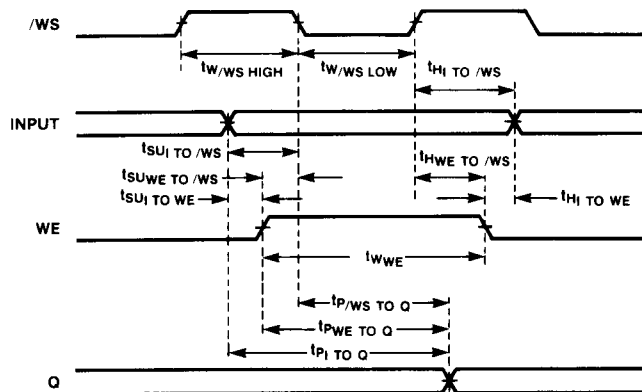 /WS
tW/WS HIGH
tW/WS LOW
tHI TO /WS
INPUT
tSUI TO /WS
tSUWE TO /WS
tSUI TO WE
tHWE TO /WS
tHI TO WE
WE
tWWE
tP/WS TO Q
tPWE TO Q
tPI TO Q
Q